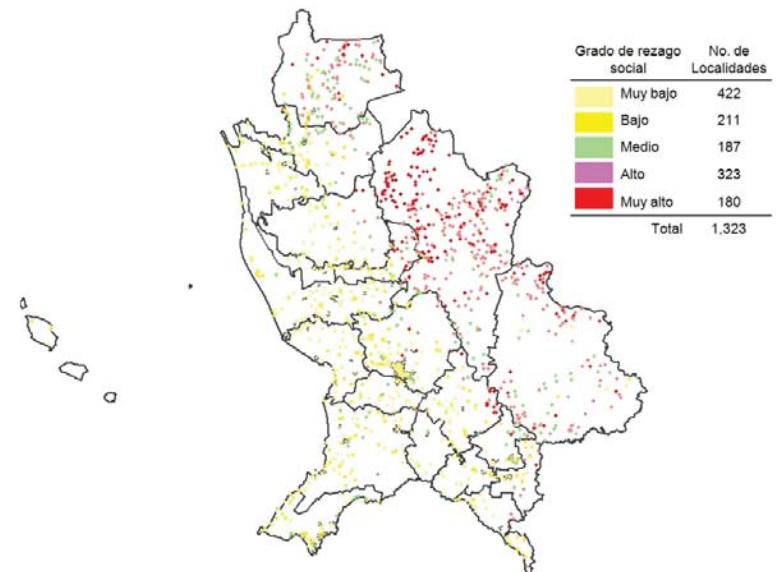 Grado de rezago social No. de Localidades
Muy bajo 422
Bajo 211
Medio 187
Alto 323
Muy alto 180
Total 1,323